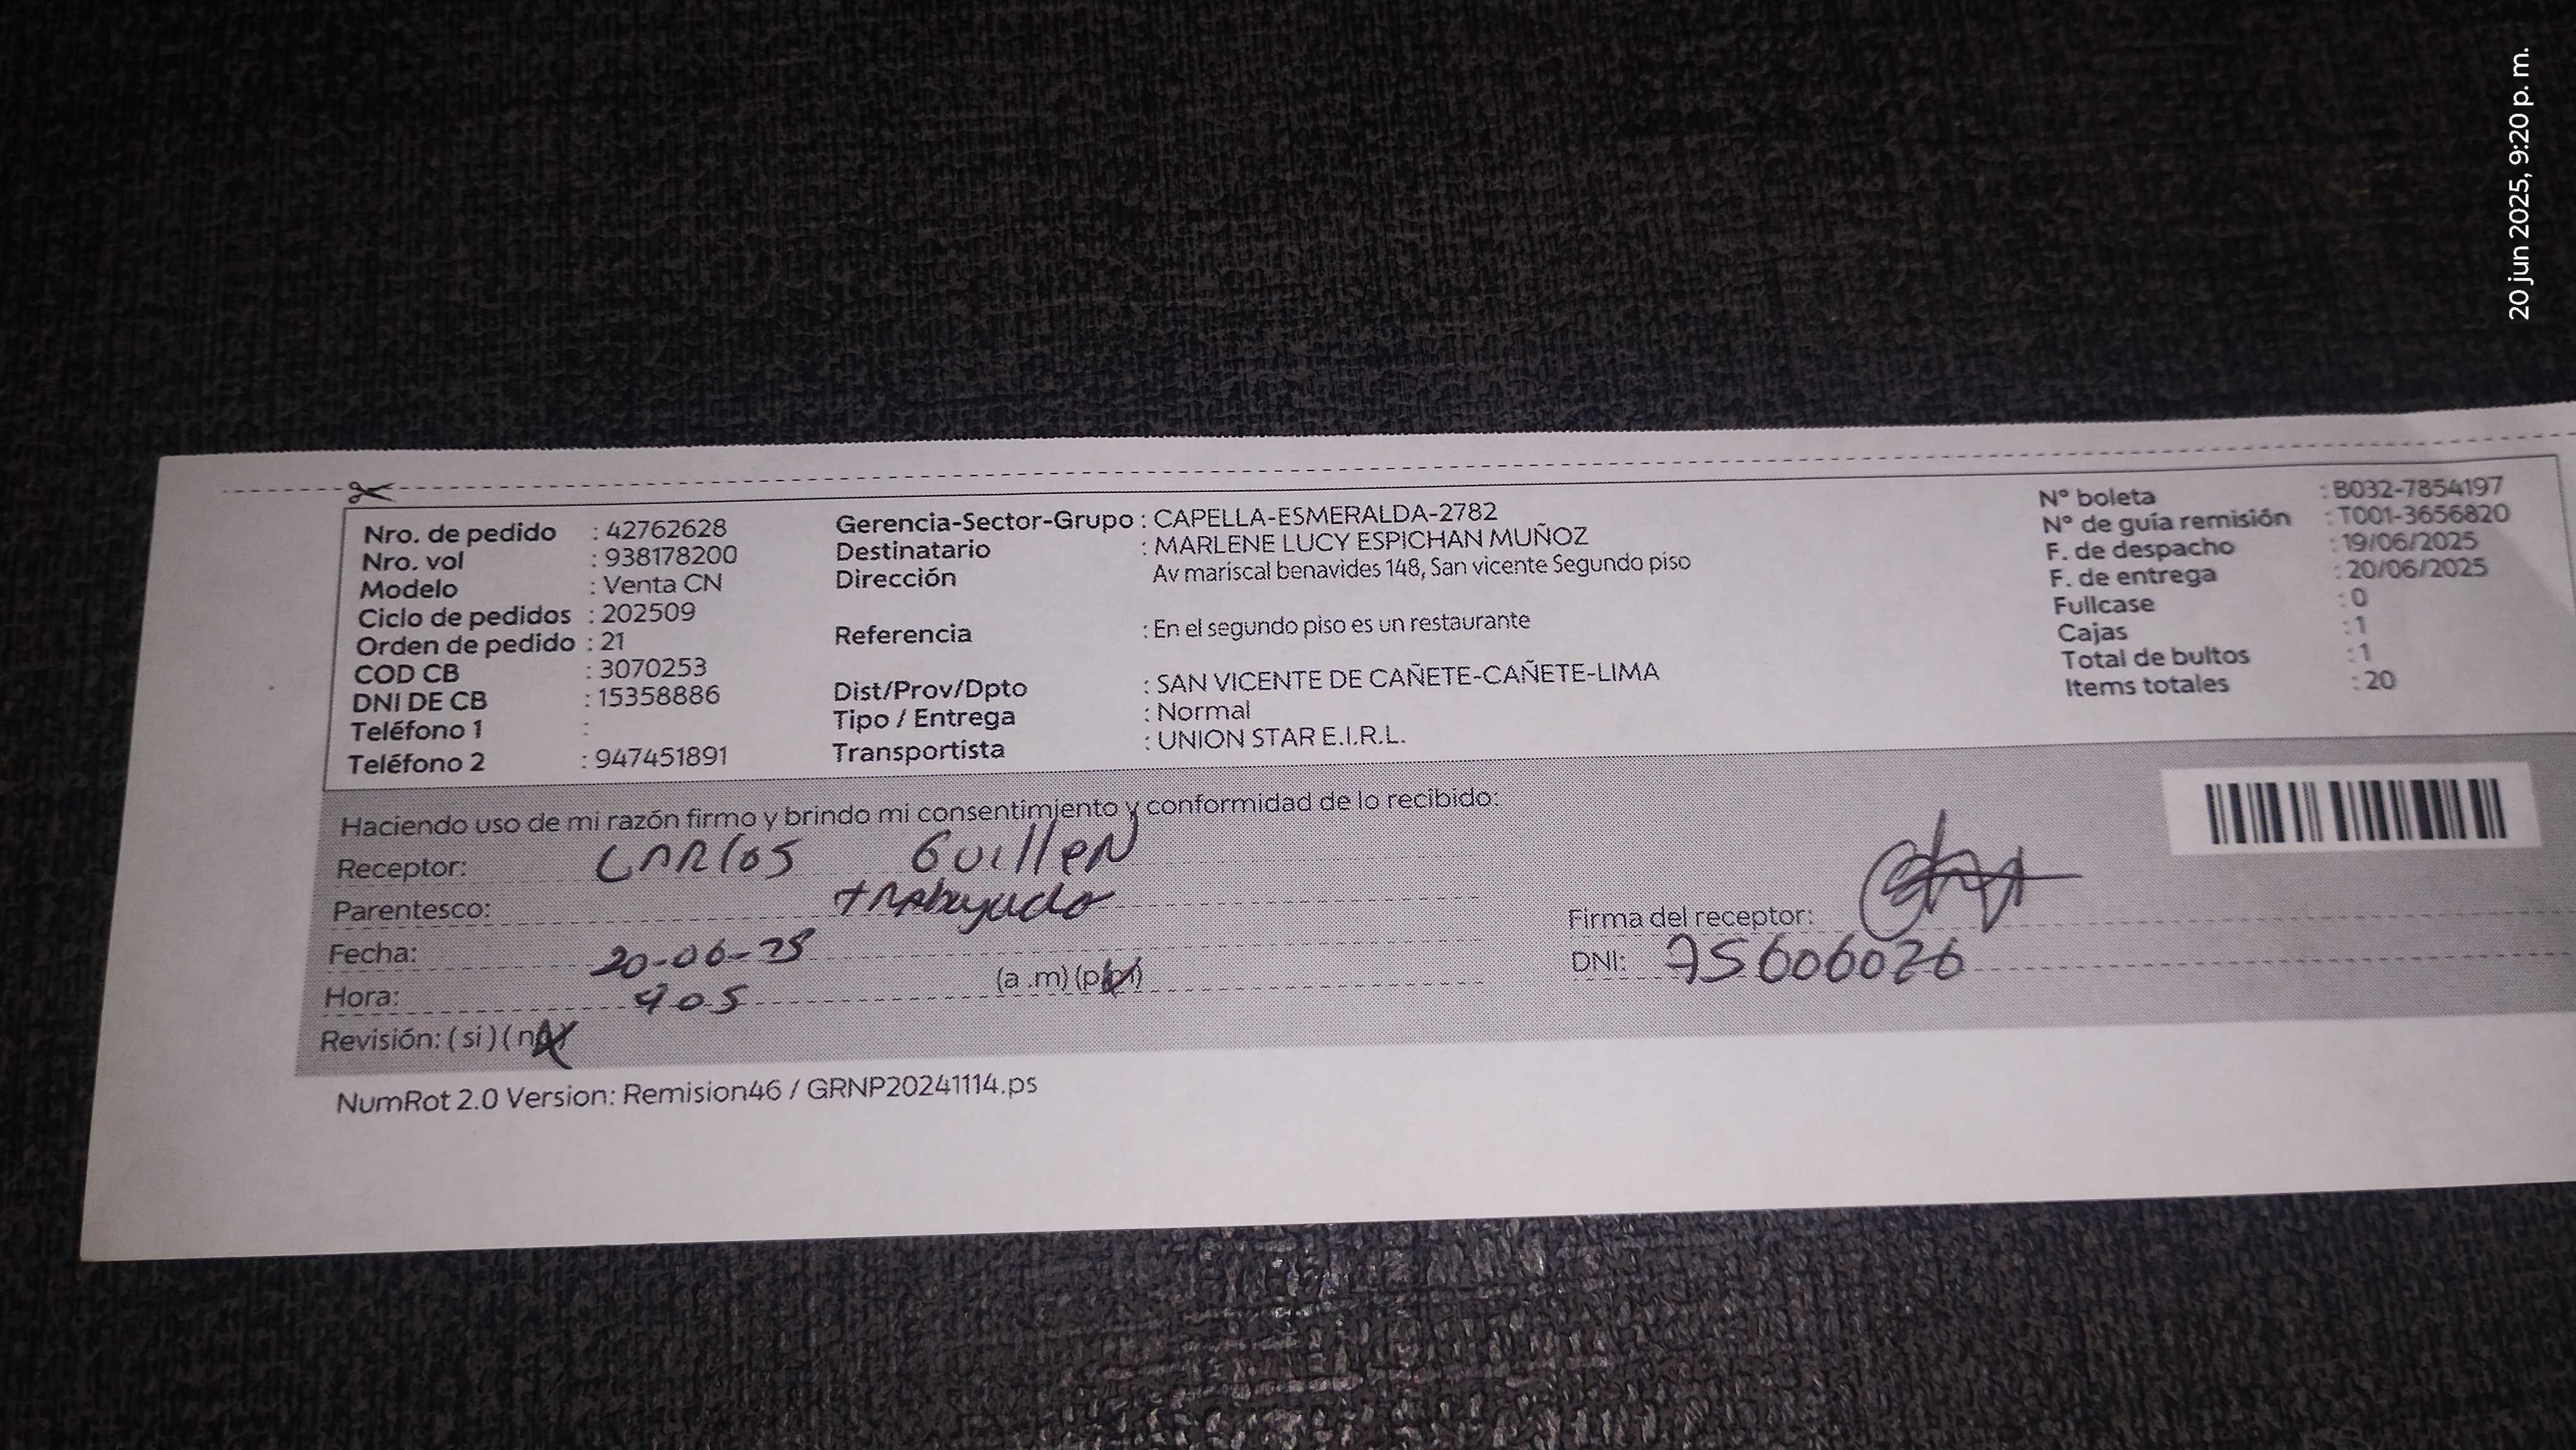 20 jun 2025, 9:20 p. m.
Nro. de pedido : 42762628
Nro. vol : 938178200
Modelo : Venta CN
Ciclo de pedidos : 202509
Orden de pedido : 21
COD CB : 3070253
DNI DE CB : 15358886
Teléfono 1 :
Teléfono 2 : 947451891
Gerencia-Sector-Grupo : CAPELLA-ESMERALDA-2782
Destinatario : MARLENE LUCY ESPICHAN MUÑOZ
Dirección Av mariscal benavides 148, San vicente Segundo piso
Referencia : En el segundo piso es un restaurante
Dist/Prov/Dpto : SAN VICENTE DE CAÑETE-CAÑETE-LIMA
Tipo / Entrega : Normal
Transportista : UNION STAR E.I.R.L.
N° boleta : B032-7854197
N° de guía remisión : T001-3656820
F. de despacho : 19/06/2025
F. de entrega : 20/06/2025
Fullcase : 0
Cajas : 1
Total de bultos : 1
Items totales : 20
Haciendo uso de mi razón firmo y brindo mi consentimiento y conformidad de lo recibido:
Receptor: CARlos GuillEN
Parentesco: trabajado
Fecha: 20-06-25
Hora: 405 (a .m) (p.m)
Revisión: ( si ) ( no )
Firma del receptor:
DNI: 75606026
NumRot 2.0 Version: Remision46 / GRNP20241114.ps